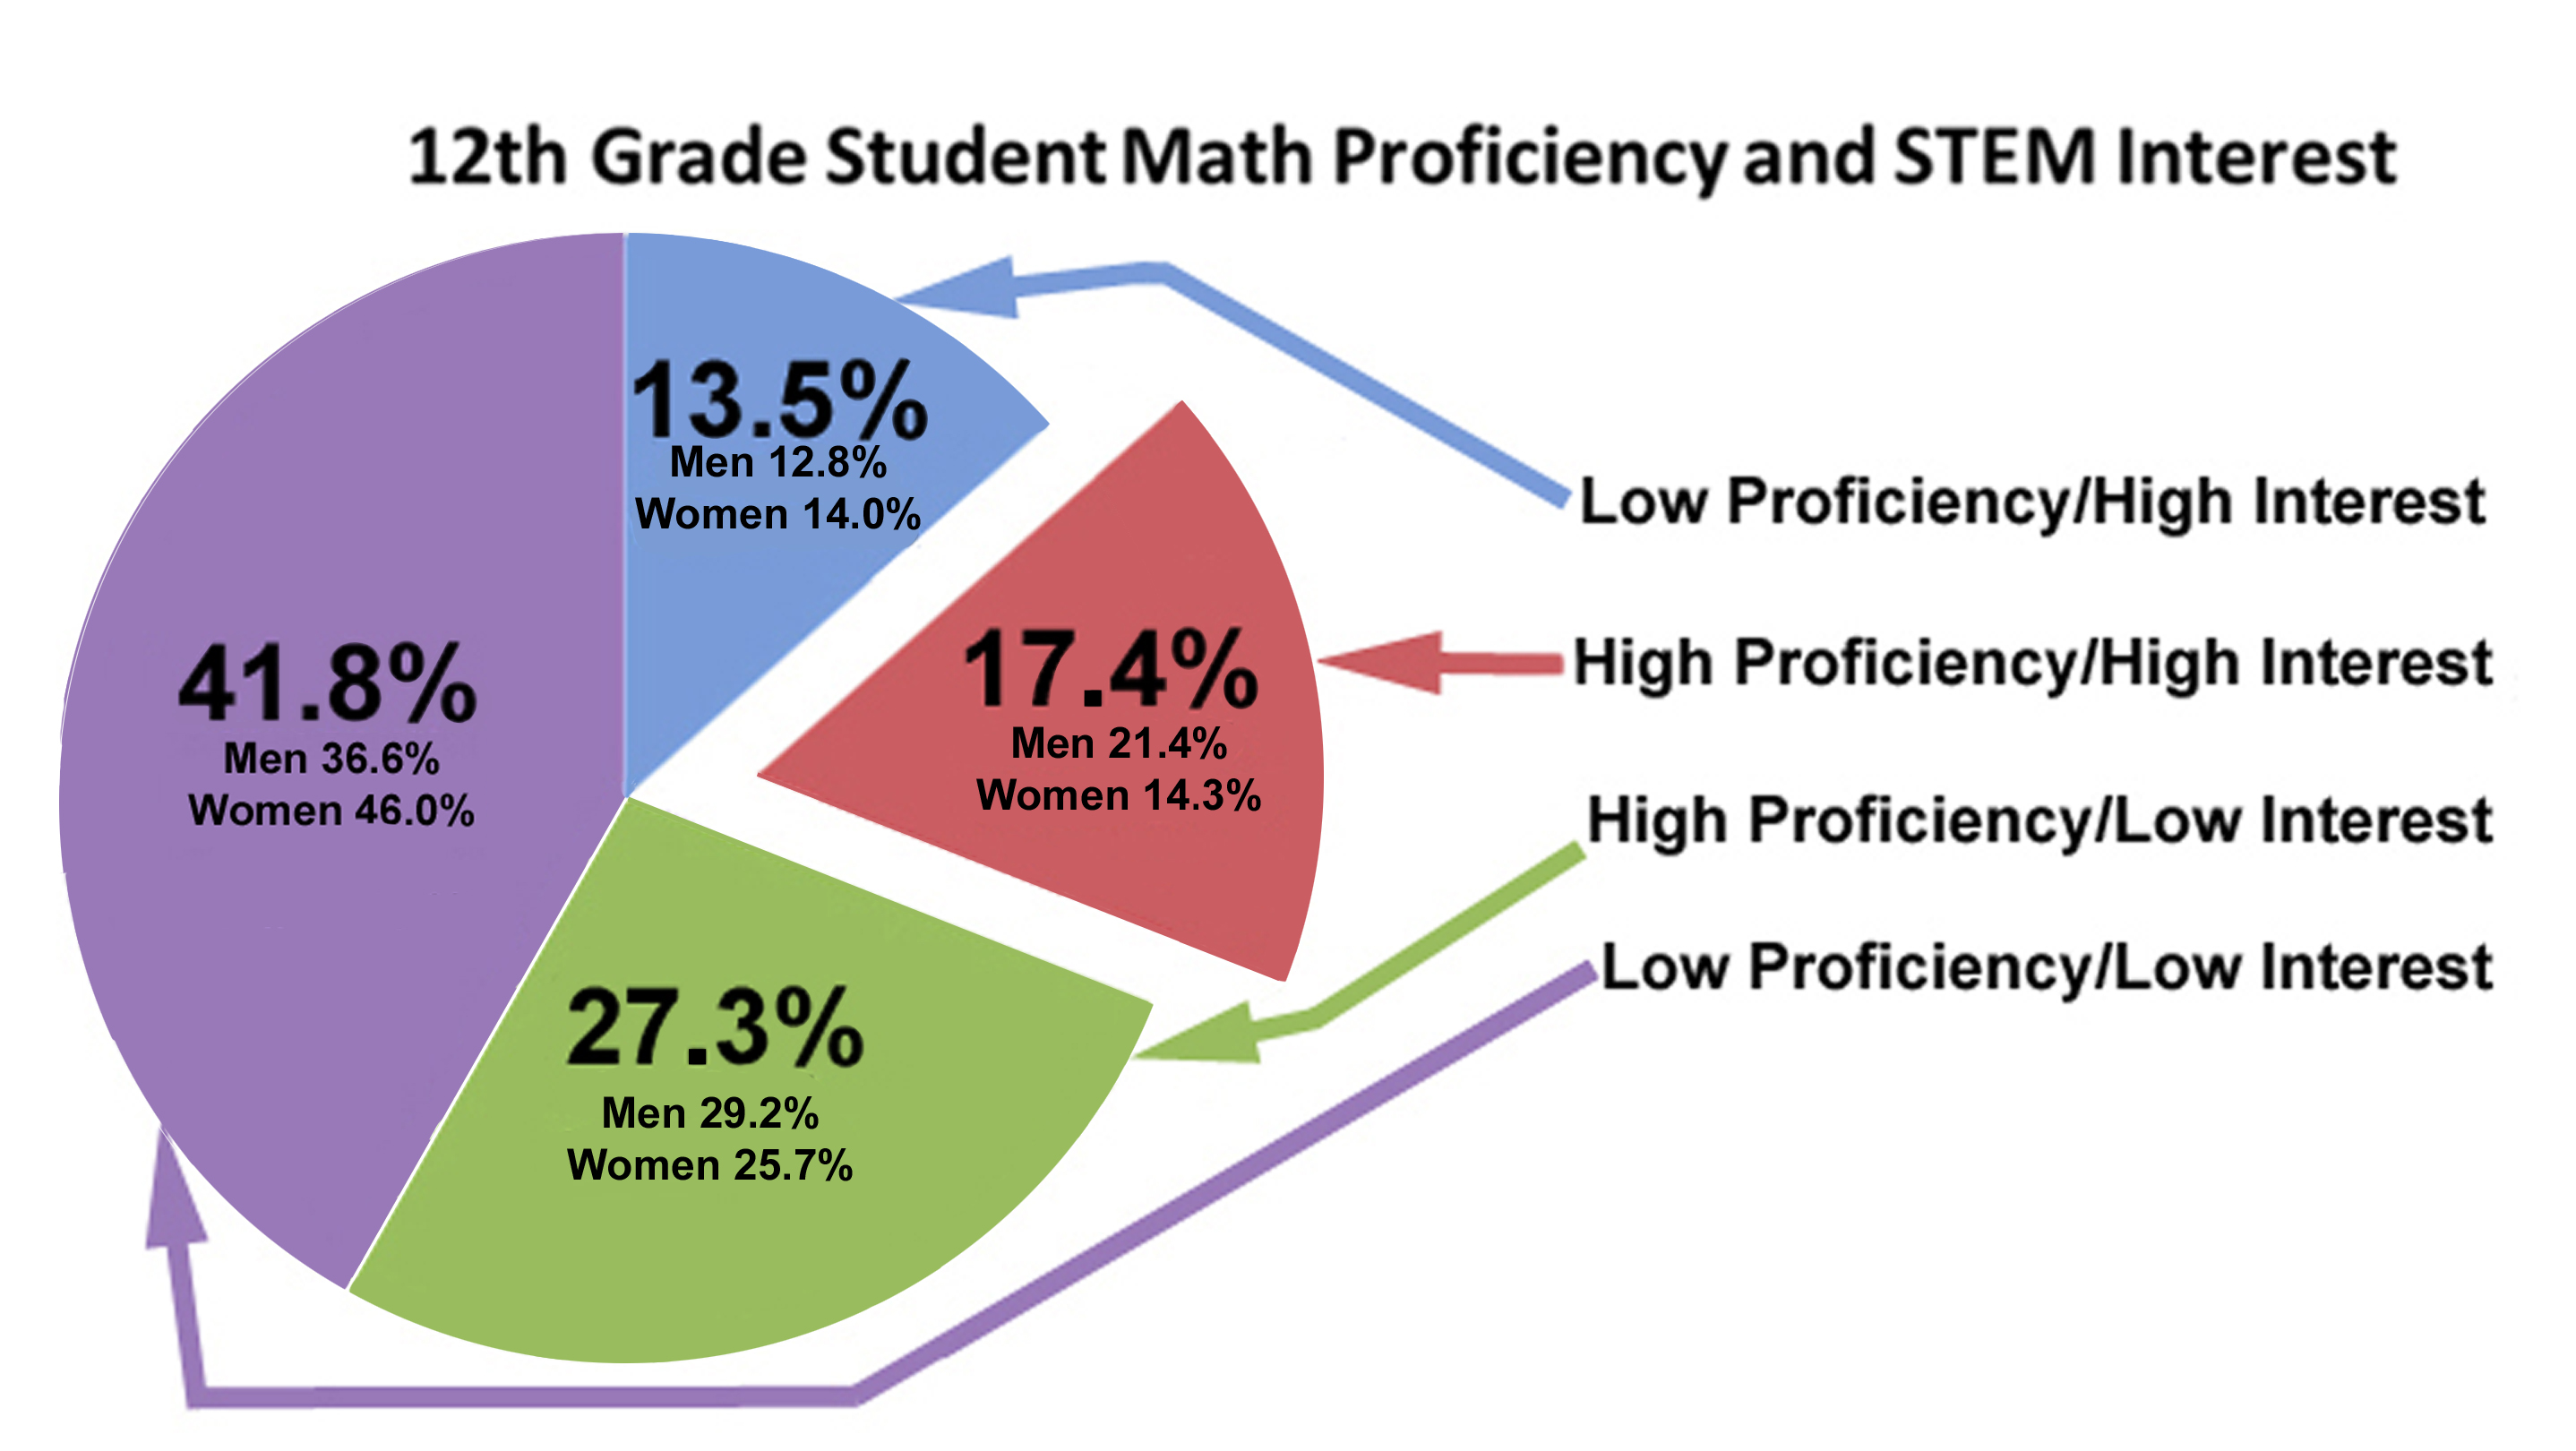 12th Grade Student Math Proficiency and STEM Interest
13.5%
Men 12.8%
Women 14.0%
17.4%
Men 21.4%
Women 14.3%
27.3%
Men 29.2%
Women 25.7%
41.8%
Men 36.6%
Women 46.0%
Low Proficiency/High Interest
High Proficiency/High Interest
High Proficiency/Low Interest
Low Proficiency/Low Interest